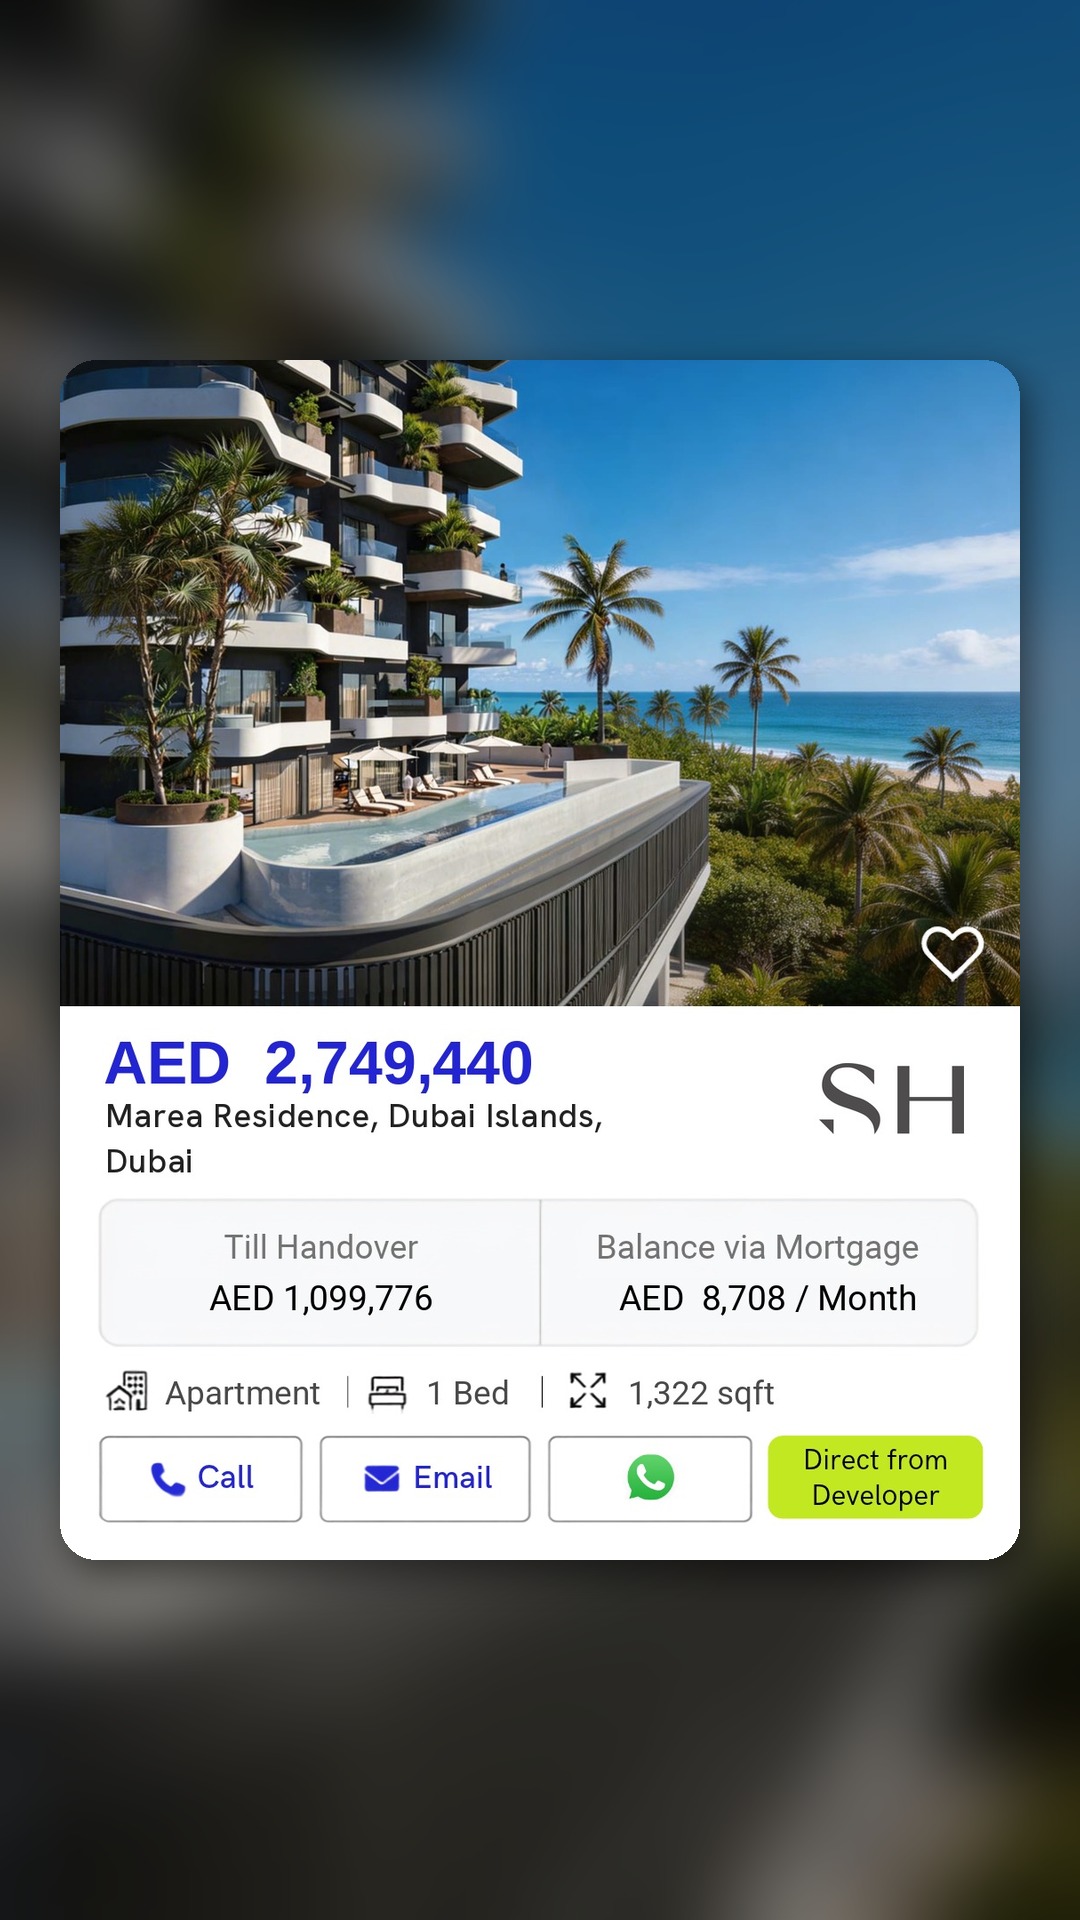 AED 2,749,440
Marea Residence, Dubai Islands,
Dubai
SH
Till Handover
AED 1,099,776
Balance via Mortgage
AED 8,708 / Month
Apartment
1 Bed
1,322 sqft
Call
Email
Direct from
Developer